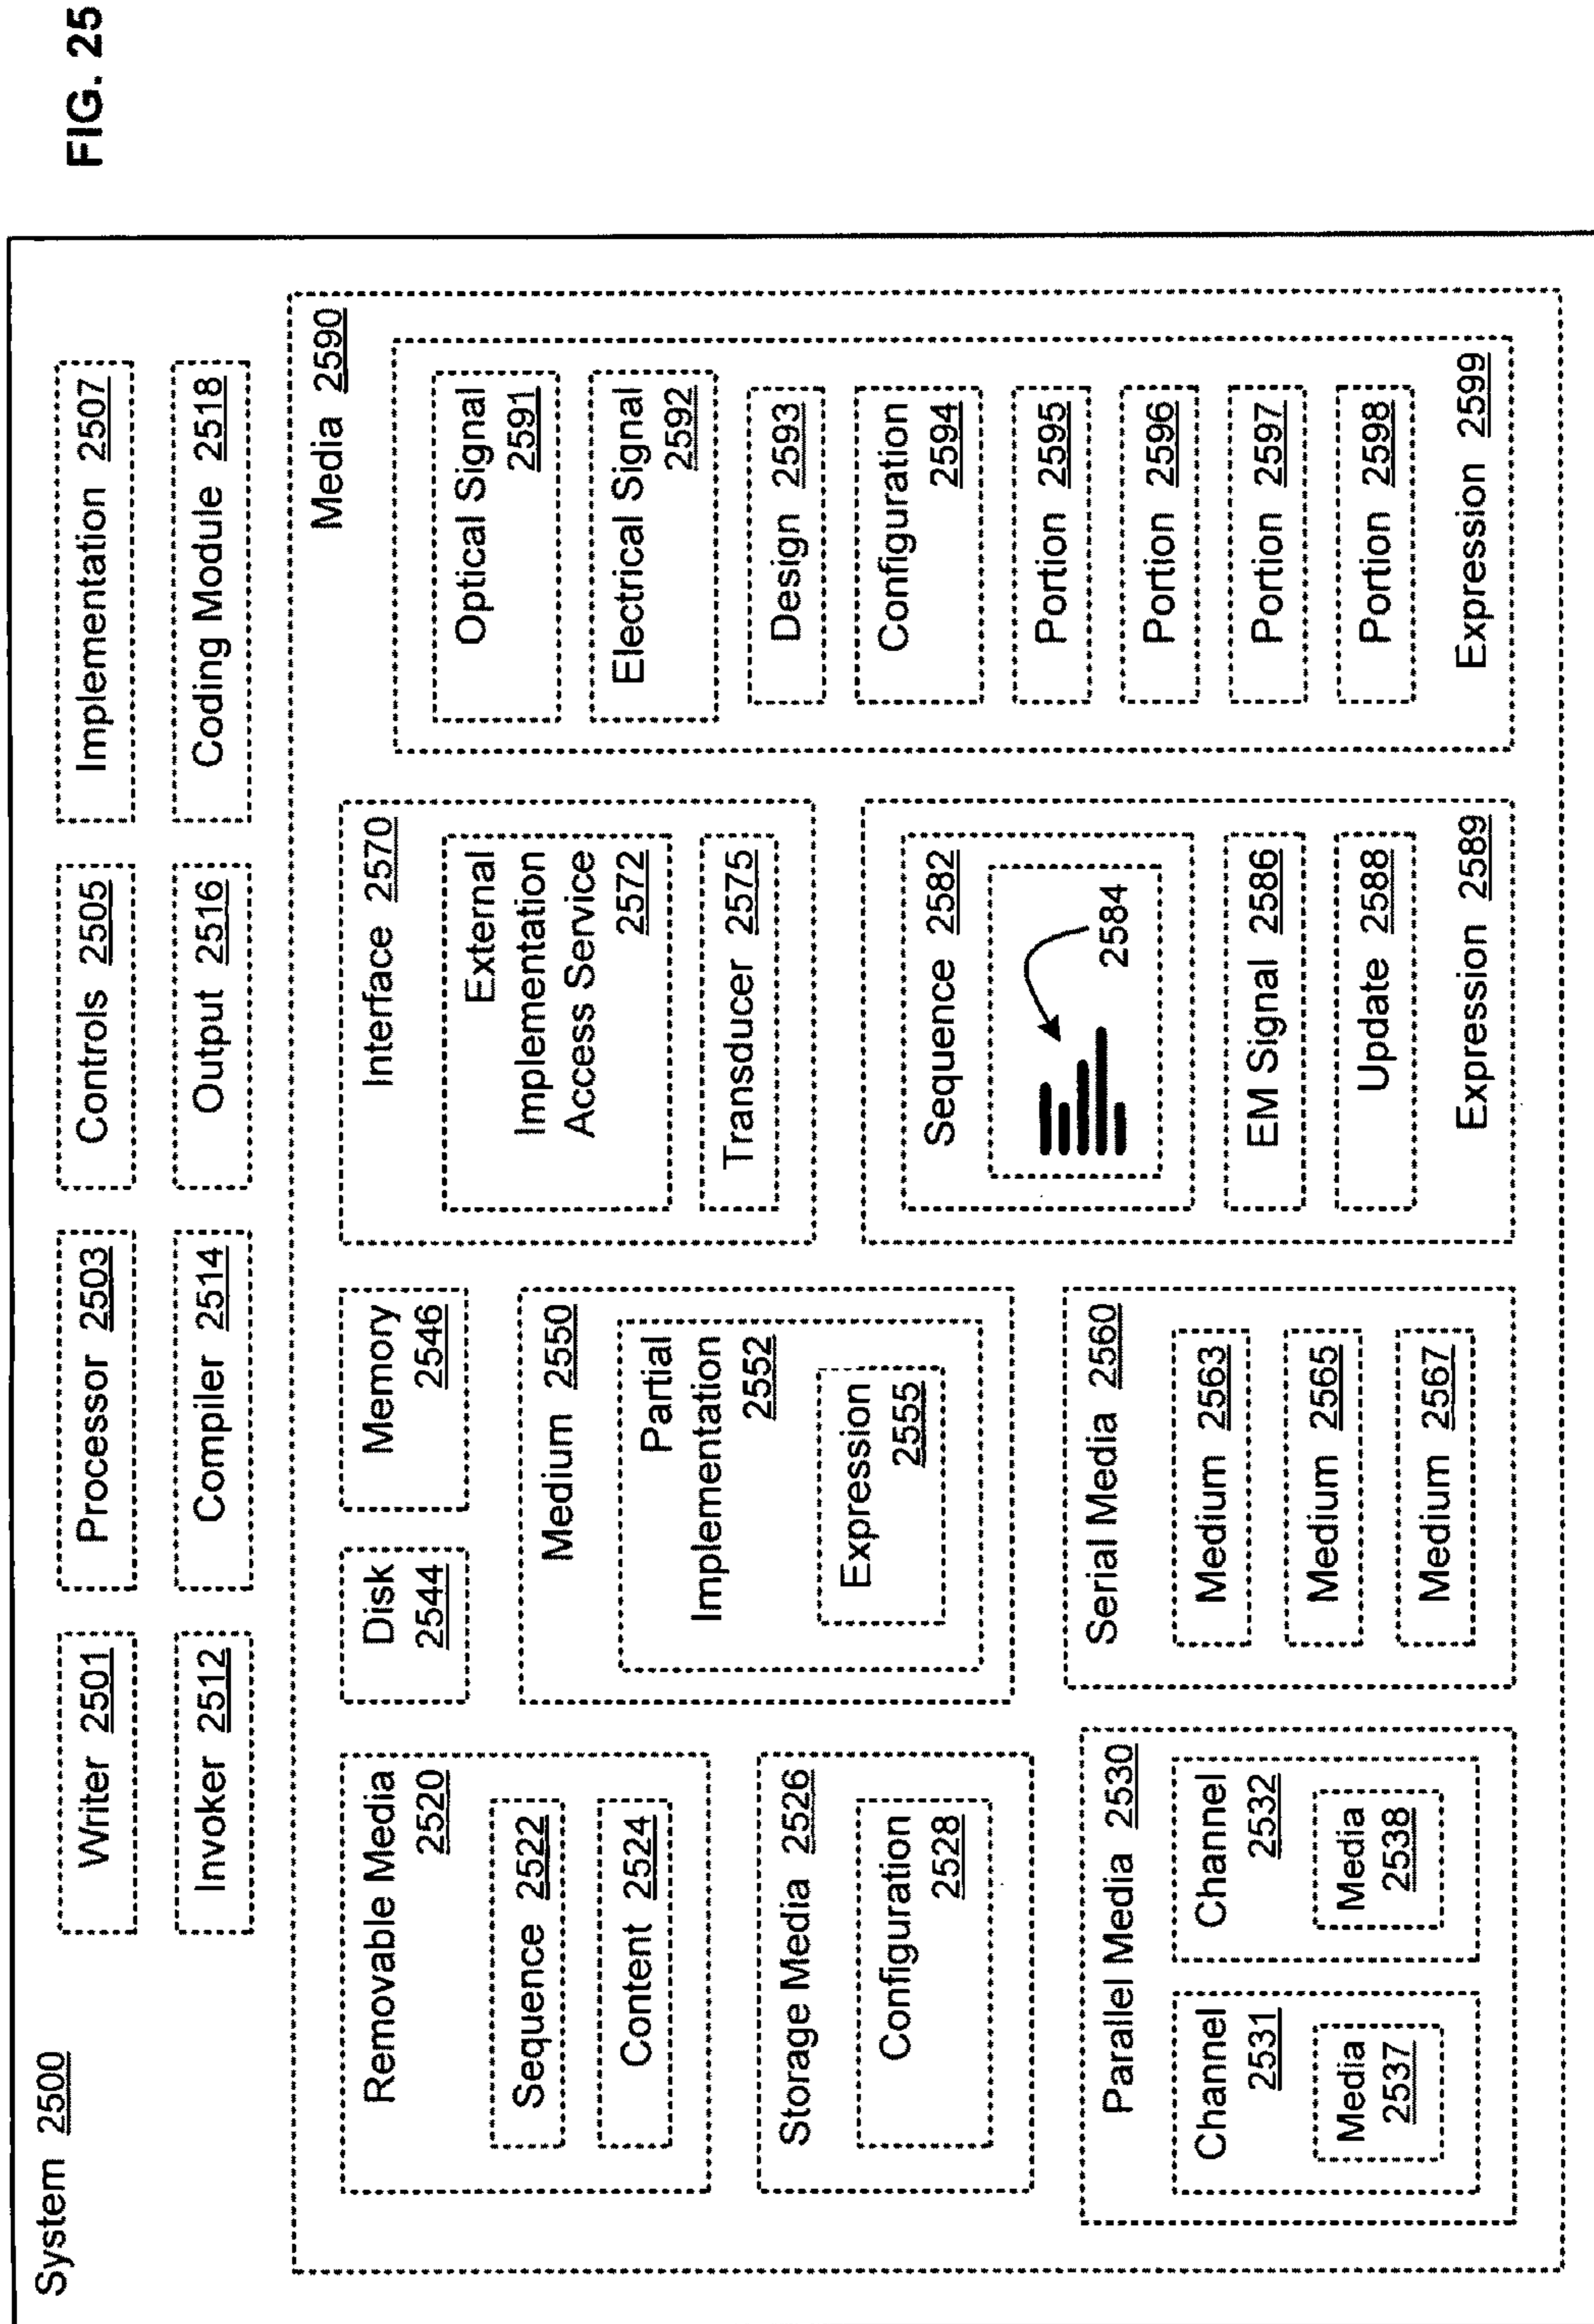 FIG. 25
System 2500
Writer 2501
Processor 2503
Controls 2505
Implementation 2507
Invoker 2512
Compiler 2514
Output 2516
Coding Module 2518
Media 2590
Removable Media
2520
Sequence 2522
Content 2524
Storage Media 2526
Configuration
2528
Parallel Media 2530
Channel
2531
Media
2537
Channel
2532
Media
2538
Disk
2544
Memory
2546
Medium 2550
Partial
Implementation
2552
Expression
2555
Serial Media 2560
Medium 2563
Medium 2565
Medium 2567
Interface 2570
External
Implementation
Access Service
2572
Transducer 2575
Sequence 2582
2584
EM Signal 2586
Update 2588
Expression 2589
Optical Signal
2591
Electrical Signal
2592
Design 2593
Configuration
2594
Portion 2595
Portion 2596
Portion 2597
Portion 2598
Expression 2599